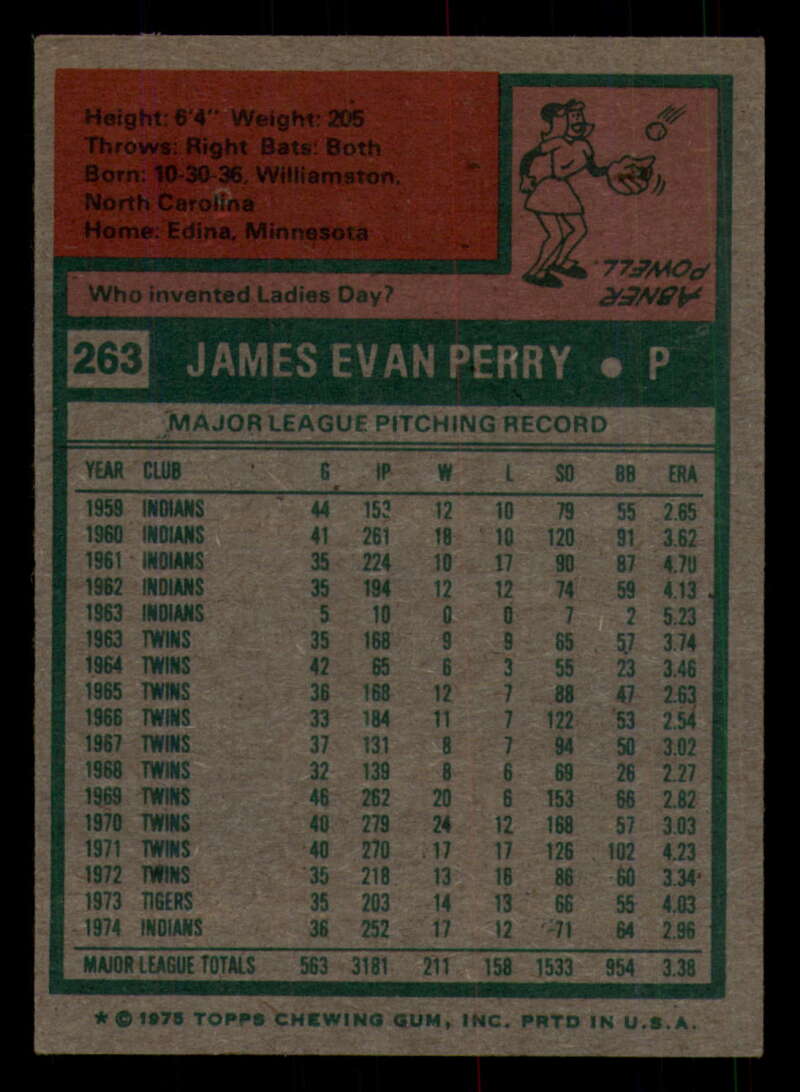 Height: 6'4" Weight: 205
Throws: Right Bats: Both
Born: 10-30-36, Williamston,
North Carolina
Home: Edina, Minnesota
Who invented Ladies Day?
ABNER
POWELL
263 JAMES EVAN PERRY • P
MAJOR LEAGUE PITCHING RECORD
YEAR CLUB G IP W L SO BB ERA
1959 INDIANS 44 153 12 10 79 55 2.65
1960 INDIANS 41 261 18 10 120 91 3.62
1961 INDIANS 35 224 10 17 90 87 4.70
1962 INDIANS 35 194 12 12 74 59 4.13
1963 INDIANS 5 10 0 0 7 2 5.23
1963 TWINS 35 168 9 9 65 57 3.74
1964 TWINS 42 65 6 3 55 23 3.46
1965 TWINS 36 168 12 7 88 47 2.63
1966 TWINS 33 184 11 7 122 53 2.54
1967 TWINS 37 131 8 7 94 50 3.02
1968 TWINS 32 139 8 6 69 26 2.27
1969 TWINS 46 262 20 6 153 66 2.82
1970 TWINS 40 279 24 12 168 57 3.03
1971 TWINS 40 270 17 17 126 102 4.23
1972 TWINS 35 218 13 16 86 60 3.34
1973 TIGERS 35 203 14 13 66 55 4.03
1974 INDIANS 36 252 17 12 71 64 2.96
MAJOR LEAGUE TOTALS 563 3181 211 158 1533 954 3.38
* © 1975 TOPPS CHEWING GUM, INC. PRTD IN U.S.A.